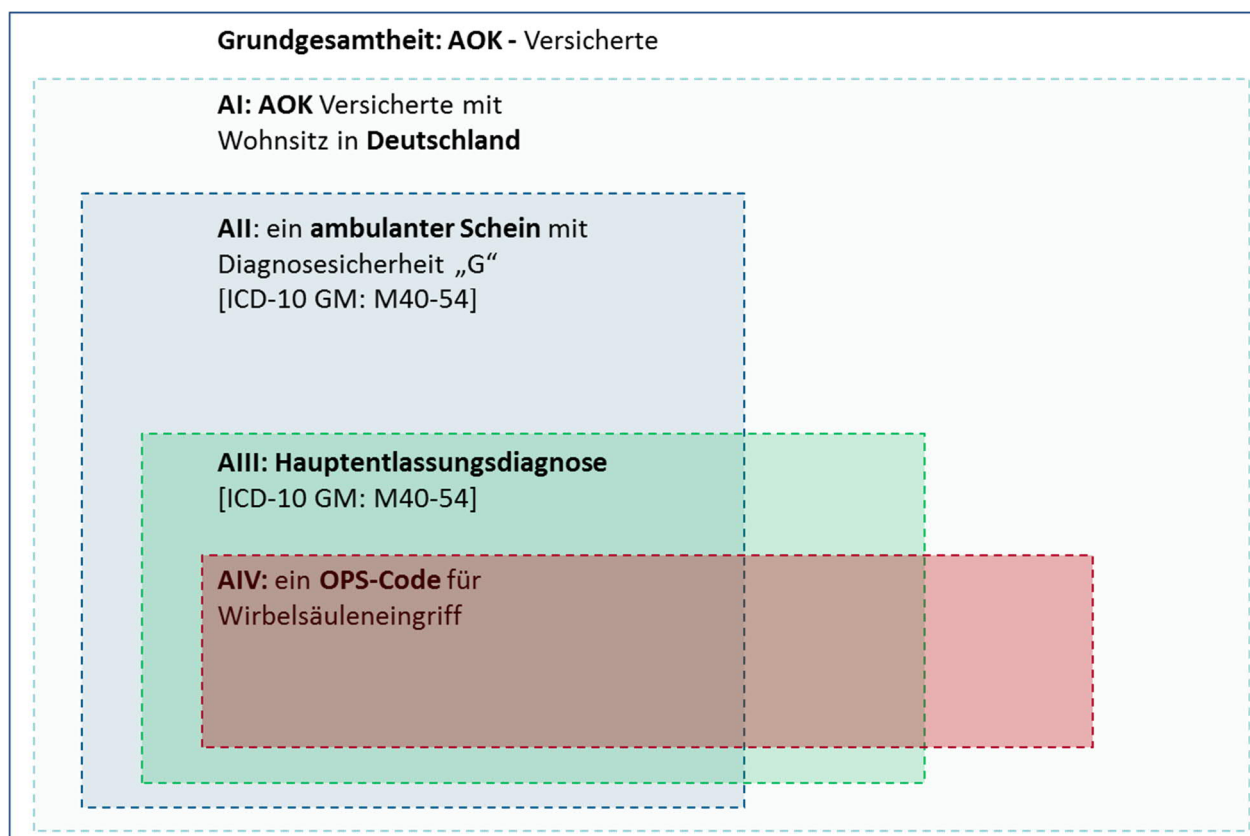 Grundgesamtheit: AOK - Versicherte
AI: AOK Versicherte mit
Wohnsitz in Deutschland
AII: ein ambulanter Schein mit
Diagnosesicherheit „G“
[ICD-10 GM: M40-54]
AIII: Hauptentlassungsdiagnose
[ICD-10 GM: M40-54]
AIV: ein OPS-Code für
Wirbelsäuleneingriff